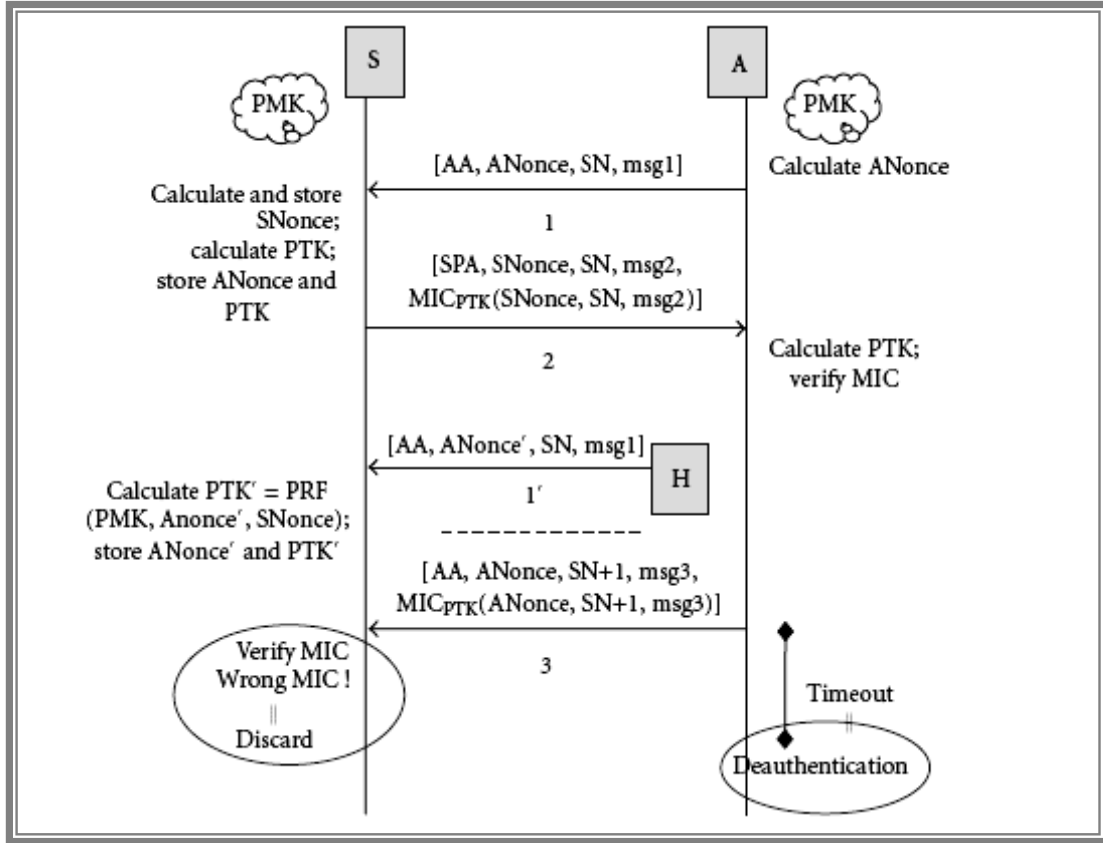 S
A
PMK
PMK
[AA, ANonce, SN, msg1]
Calculate ANonce
1
Calculate and store
SNonce;
calculate PTK;
store ANonce and
PTK
[SPA, SNonce, SN, msg2,
MICPTK(SNonce, SN, msg2)]
2
Calculate PTK;
verify MIC
[AA, ANonce′, SN, msg1]
H
1′
Calculate PTK′ = PRF
(PMK, Anonce′, SNonce);
store ANonce′ and PTK′
[AA, ANonce, SN+1, msg3,
MICPTK(ANonce, SN+1, msg3)]
3
Verify MIC
Wrong MIC !
Discard
Timeout
Deauthentication